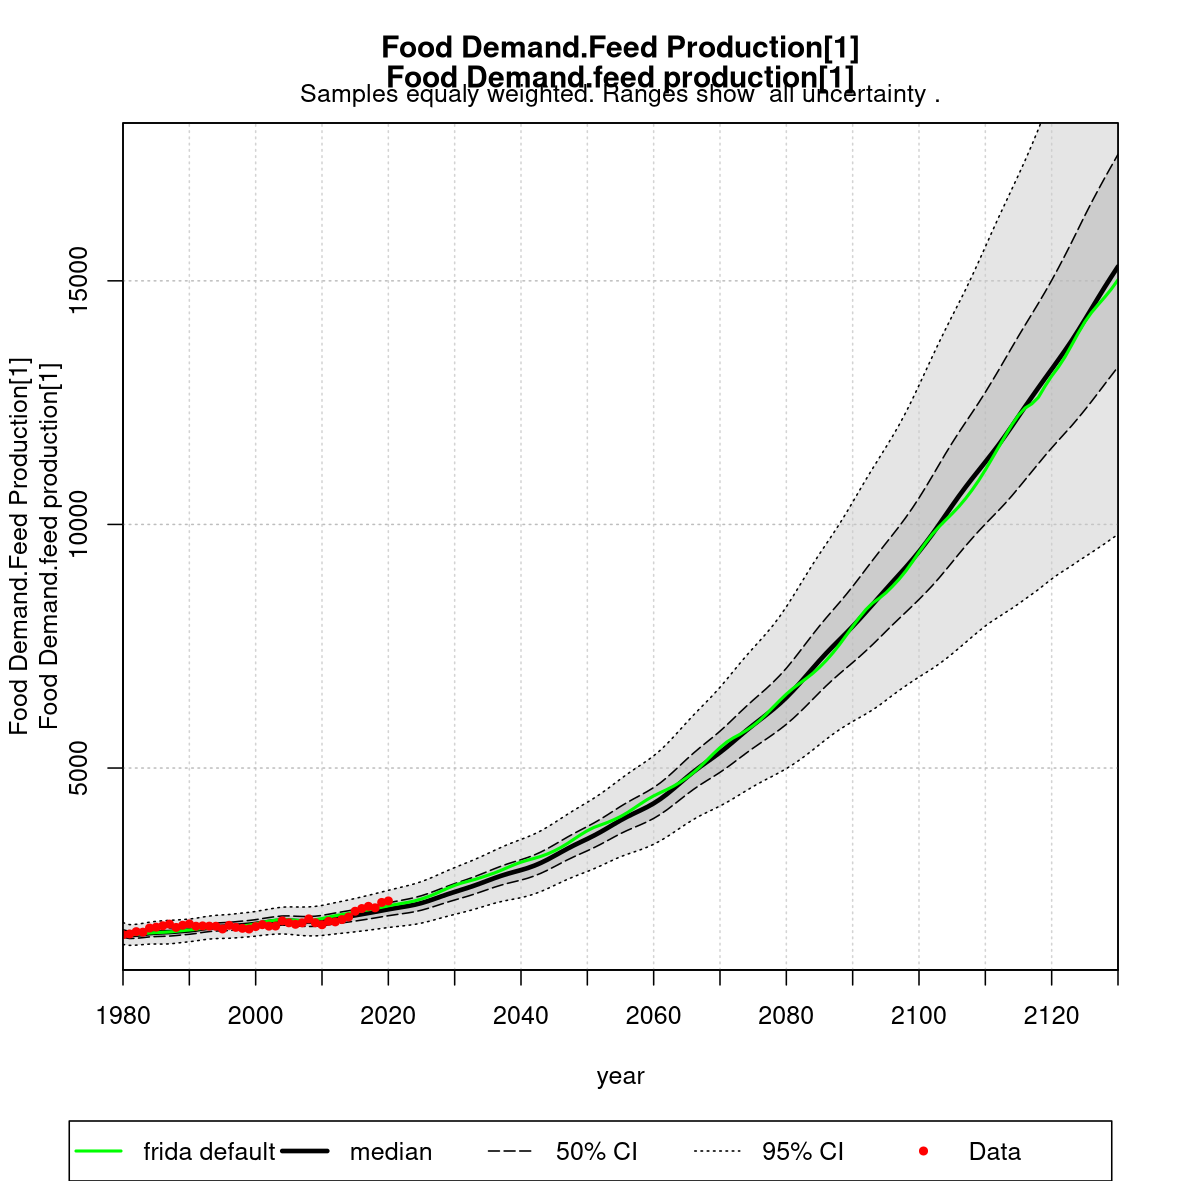 Food Demand.Feed Production[1]
Food Demand.feed production[1]
Samples equaly weighted. Ranges show  all uncertainty .
Food Demand.Feed Production[1]
Food Demand.feed production[1]
15000
10000
5000
1980 2000 2020 2040 2060 2080 2100 2120
year
frida default median 50% CI 95% CI Data